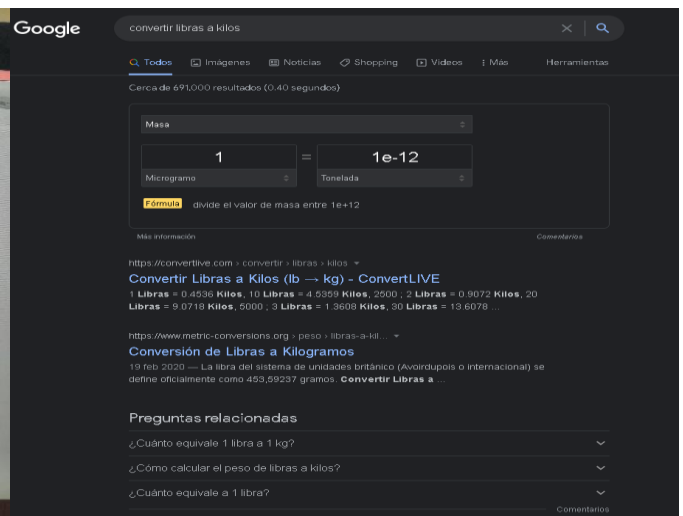 Google
convertir libras a kilos
Todos Imágenes Noticias Shopping Videos Más Herramientas
Cerca de 691,000 resultados (0.40 segundos)
Masa
1 = 1e-12
Microgramo Tonelada
Fórmula divide el valor de masa entre 1e+12
Más información Comentarios
https://convertlive.com › convertir › libras › kilos
Convertir Libras a Kilos (lb → kg) - ConvertLIVE
1 Libras = 0.4536 Kilos, 10 Libras = 4.5359 Kilos, 2500 ; 2 Libras = 0.9072 Kilos, 20
Libras = 9.0718 Kilos, 5000 ; 3 Libras = 1.3608 Kilos, 30 Libras = 13.6078 ...
https://www.metric-conversions.org › peso › libras-a-kil...
Conversión de Libras a Kilogramos
19 feb 2020 — La libra del sistema de unidades británico (Avoirdupois o internacional) se
define oficialmente como 453,59237 gramos. Convertir Libras a ...
Preguntas relacionadas
¿Cuánto equivale 1 libra a 1 kg?
¿Cómo calcular el peso de libras a kilos?
¿Cuánto equivale a 1 libra?
Comentarios